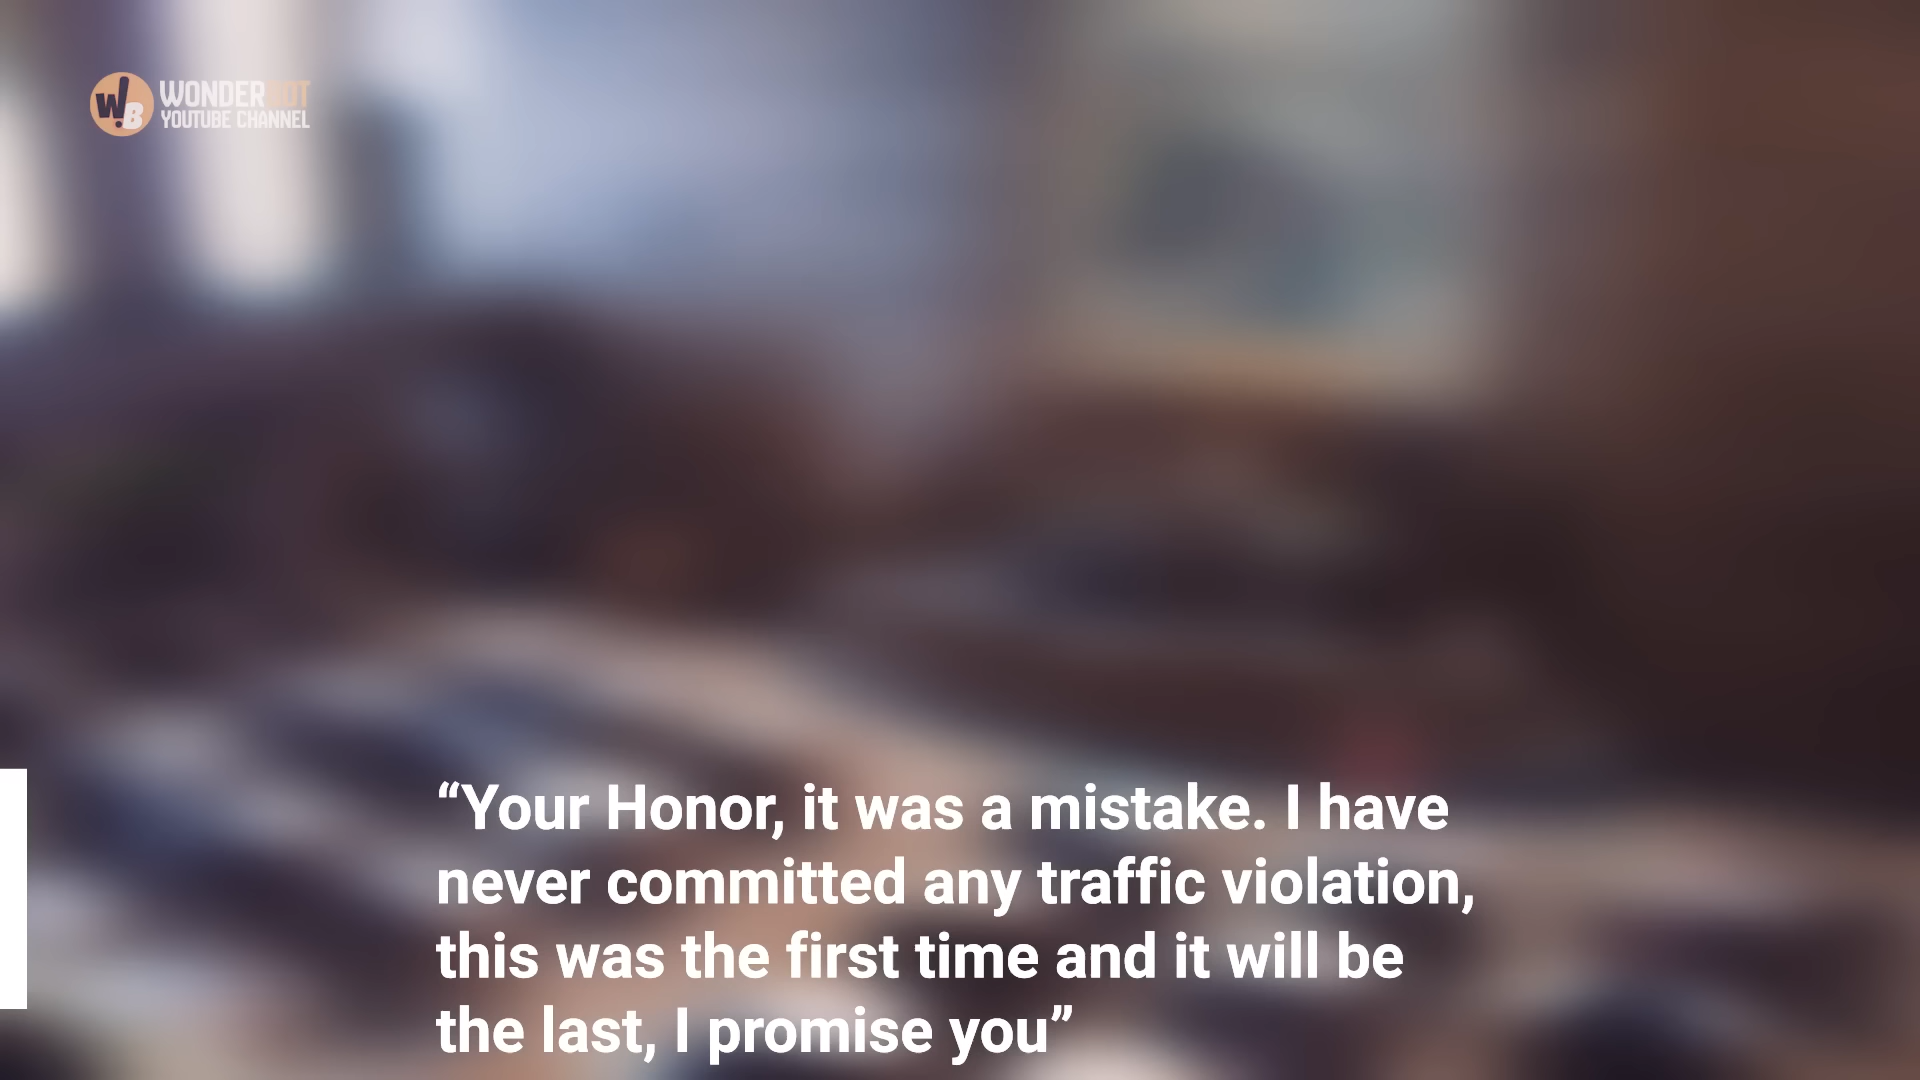 WONDERBOT
YOUTUBE CHANNEL
“Your Honor, it was a mistake. I have
never committed any traffic violation,
this was the first time and it will be
the last, I promise you”